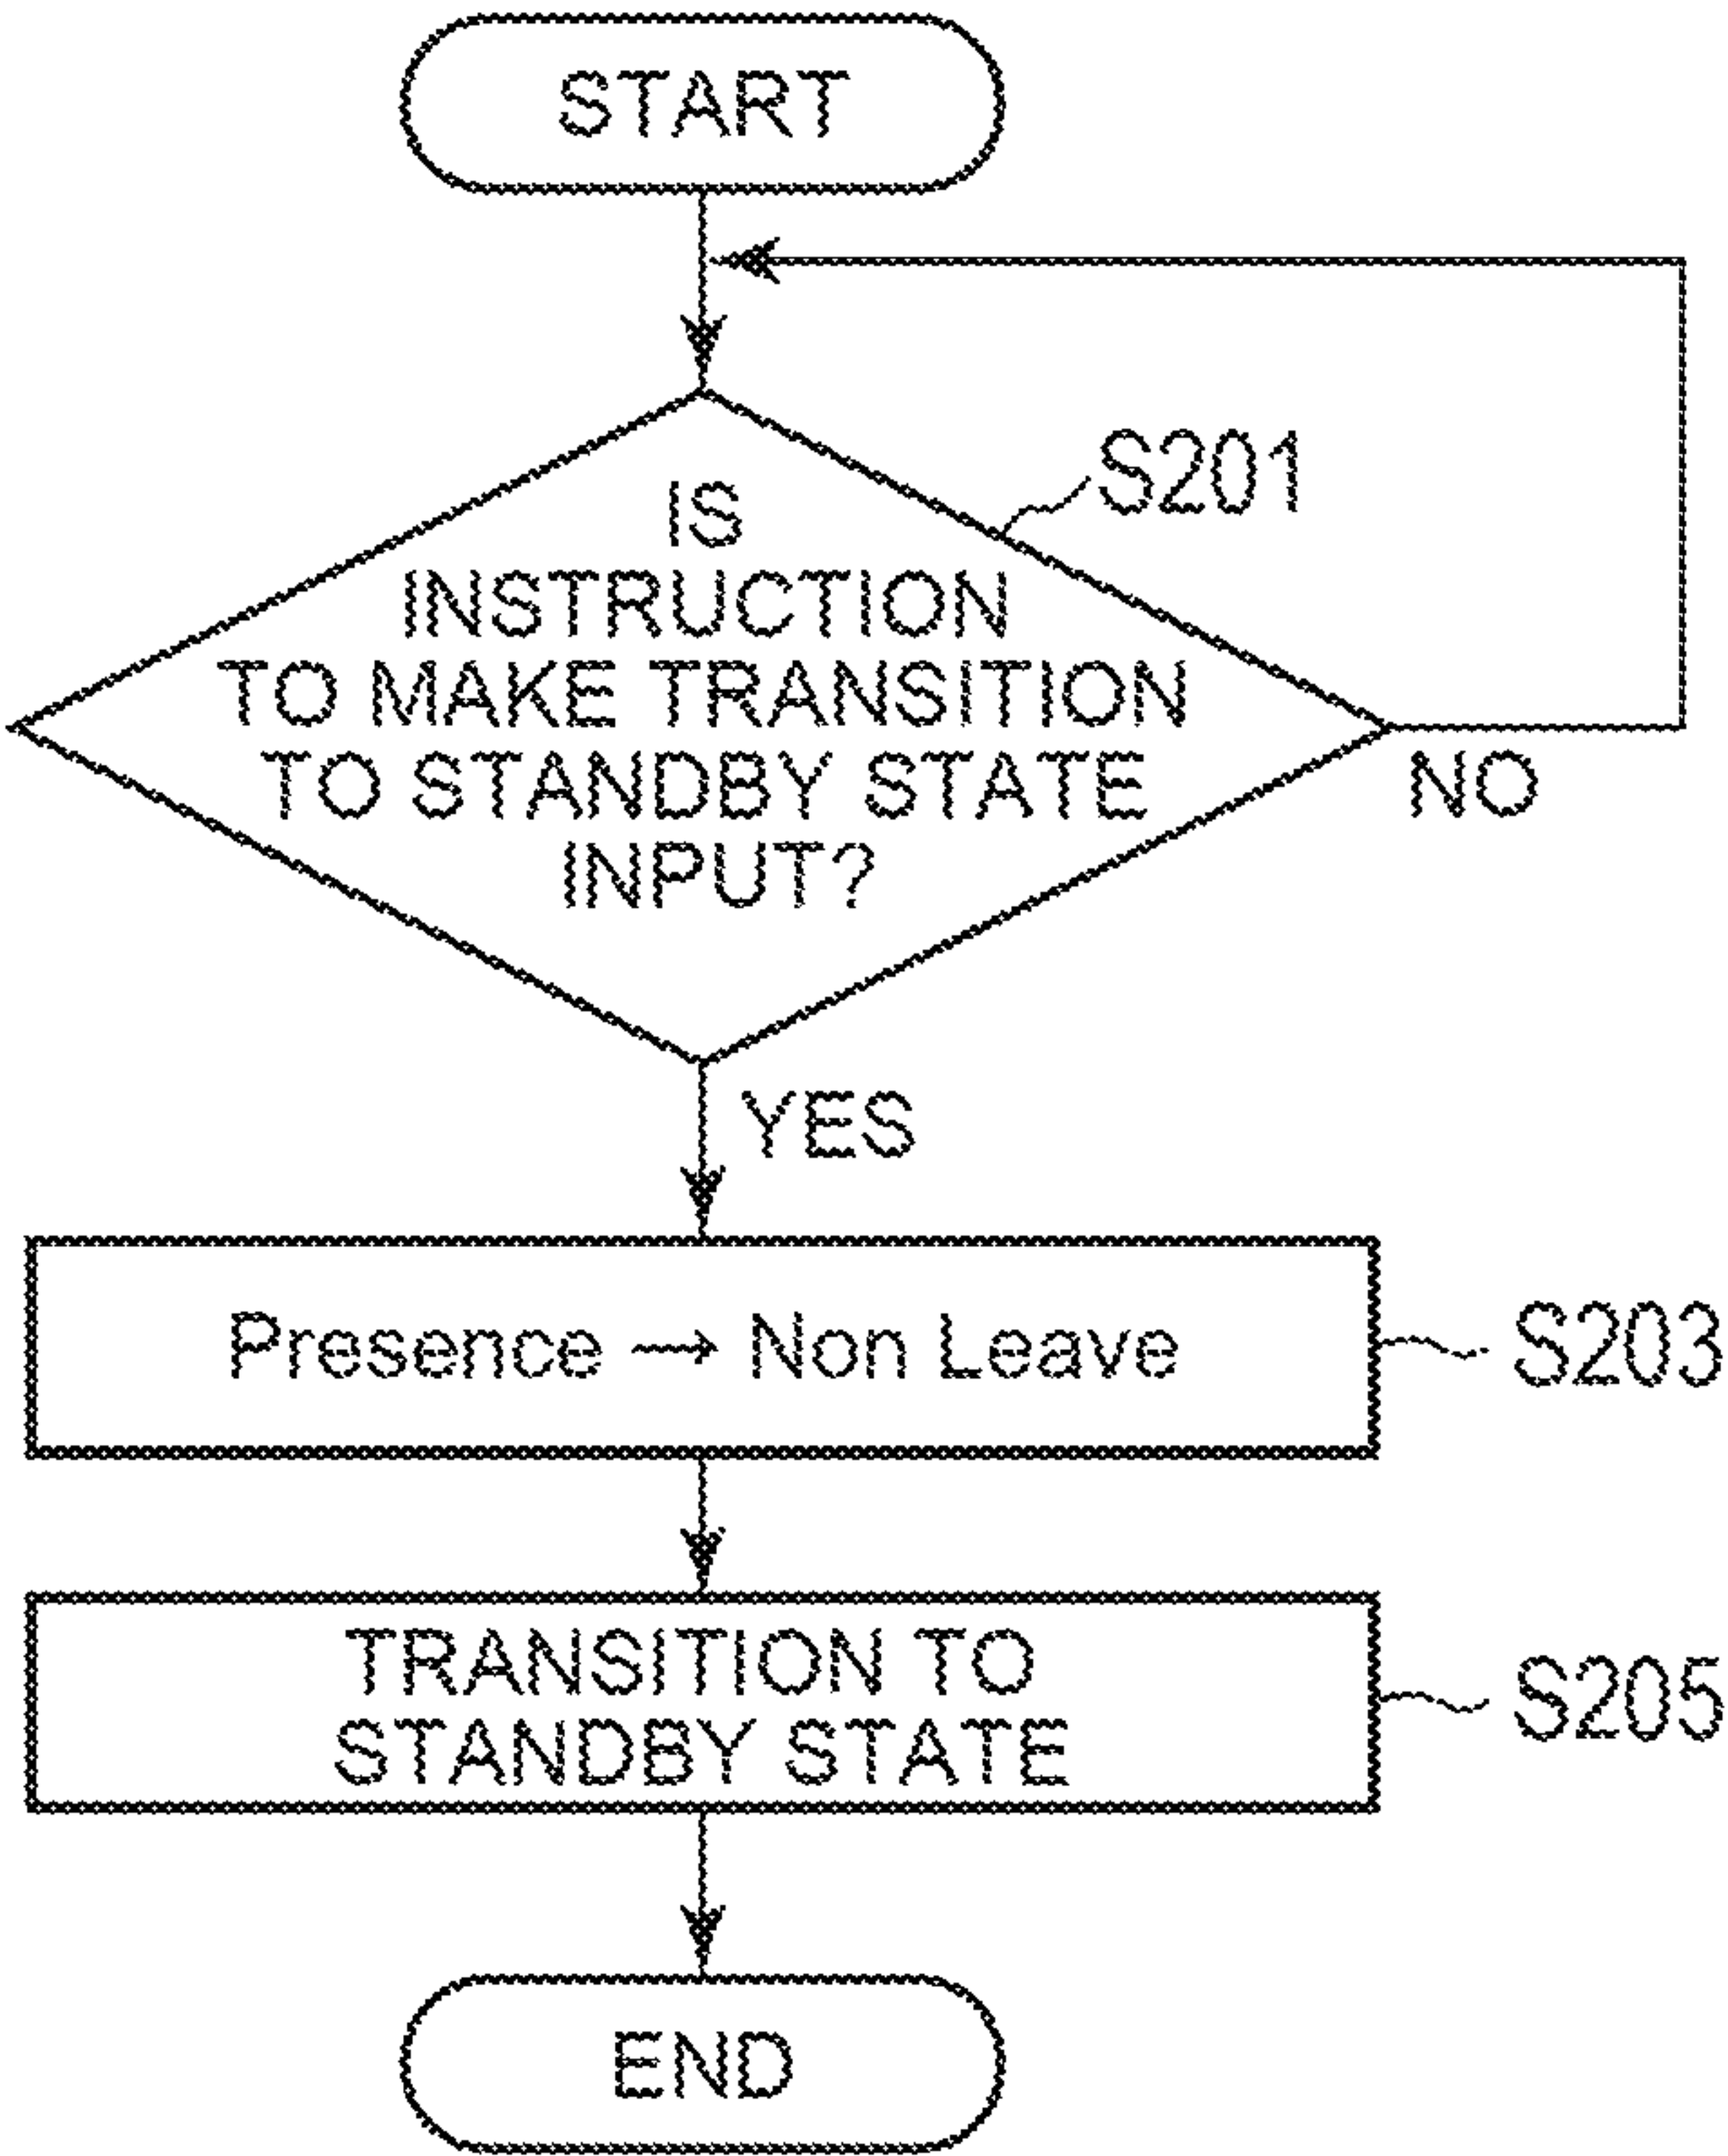 START
S201
IS
INSTRUCTION
TO MAKE TRANSITION
TO STANDBY STATE
INPUT?
NO
YES
Presence → Non Leave
S203
TRANSITION TO
STANDBY STATE
S205
END